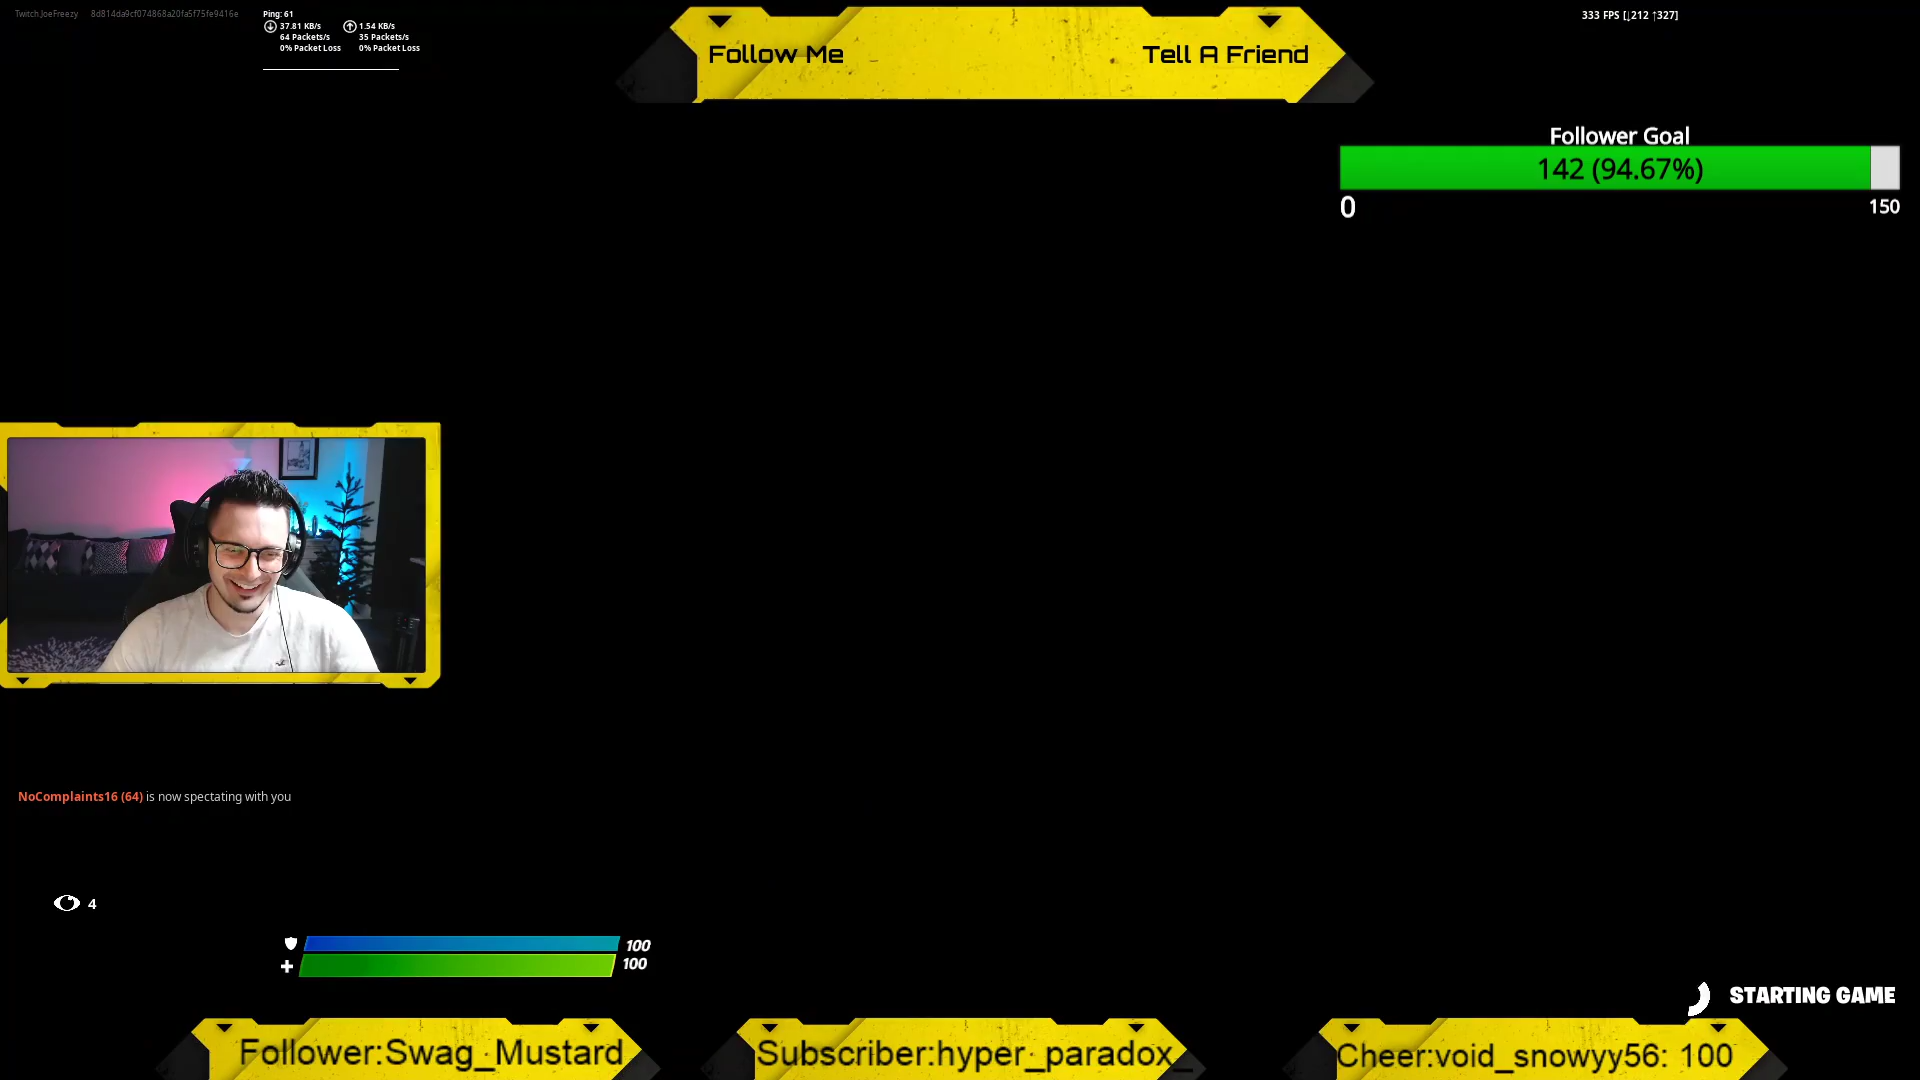 Twitch.JoeFreezy
Ping: 61
37.81 KB/s 1.54 KB/s
64 Packets/s 35 Packets/s
0% Packet Loss 0% Packet Loss
Follow Me
Tell A Friend
333 FPS [↓212 ↑327]
Follower Goal
142 (94.67%)
0 150
NoComplaints16 (64) is now spectating with you
4
100
100
STARTING GAME
Follower:Swag_Mustard
Subscriber:hyper_paradox_
Cheer:void_snowyy56: 100